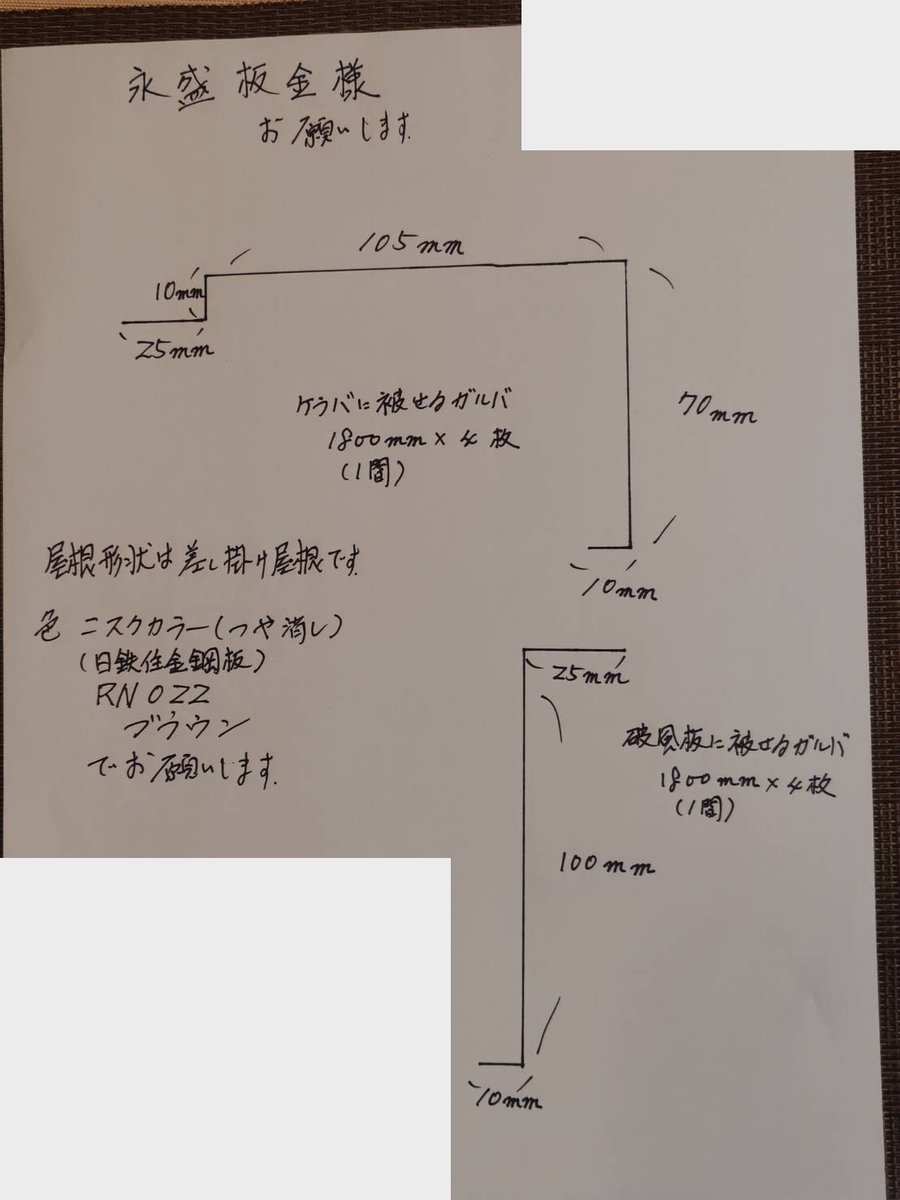 永盛板金様
お願いします.
105mm
10mm
25mm
70mm
ケラバに被せるガルバ
1800mm×4枚
(1間)
10mm
屋根形状は差し掛け屋根です.
色 ニスクカラー(つや消し)
(日鉄住金鋼板)
RN022
ブラウン
でお願いします.
25mm
破風板に被せるガルバ
1800mm×4枚
(1間)
100mm
10mm